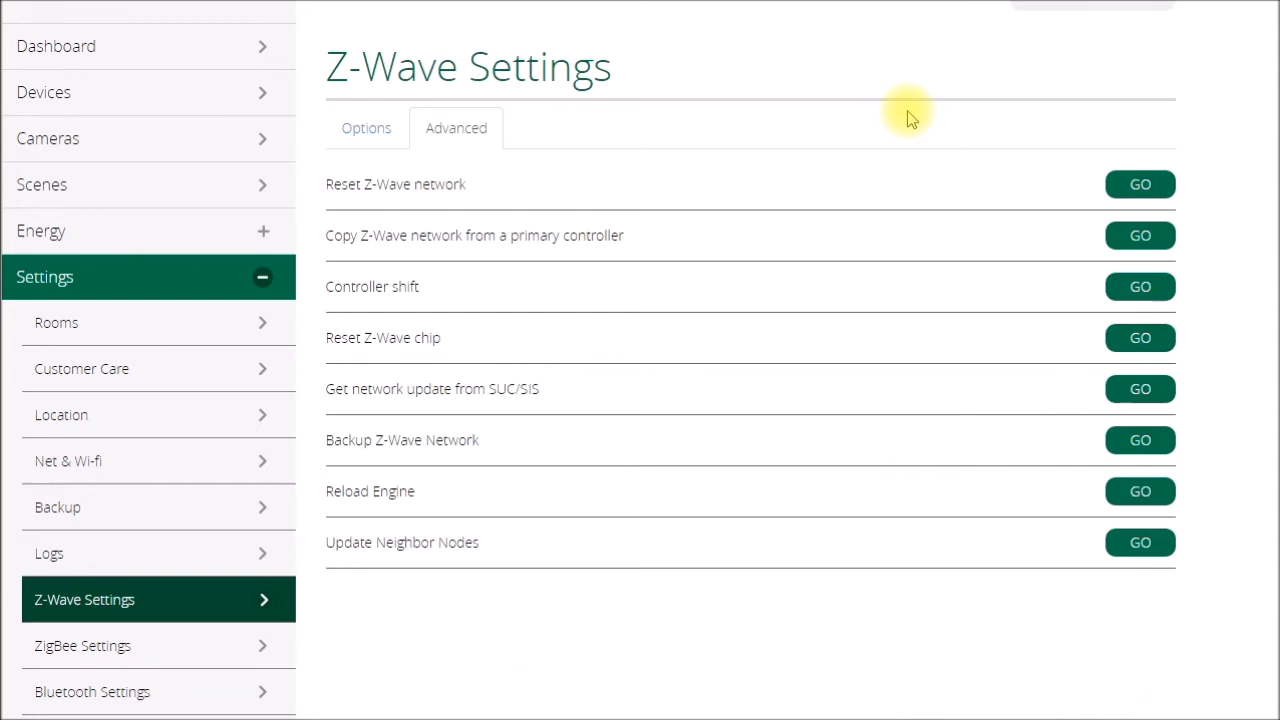 Dashboard
Devices
Cameras
Scenes
Energy
Settings
Rooms
Customer Care
Location
Net & Wi-fi
Backup
Logs
Z-Wave Settings
ZigBee Settings
Bluetooth Settings
Z-Wave Settings
Options
Advanced
Reset Z-Wave network GO
Copy Z-Wave network from a primary controller GO
Controller shift GO
Reset Z-Wave chip GO
Get network update from SUC/SIS GO
Backup Z-Wave Network GO
Reload Engine GO
Update Neighbor Nodes GO